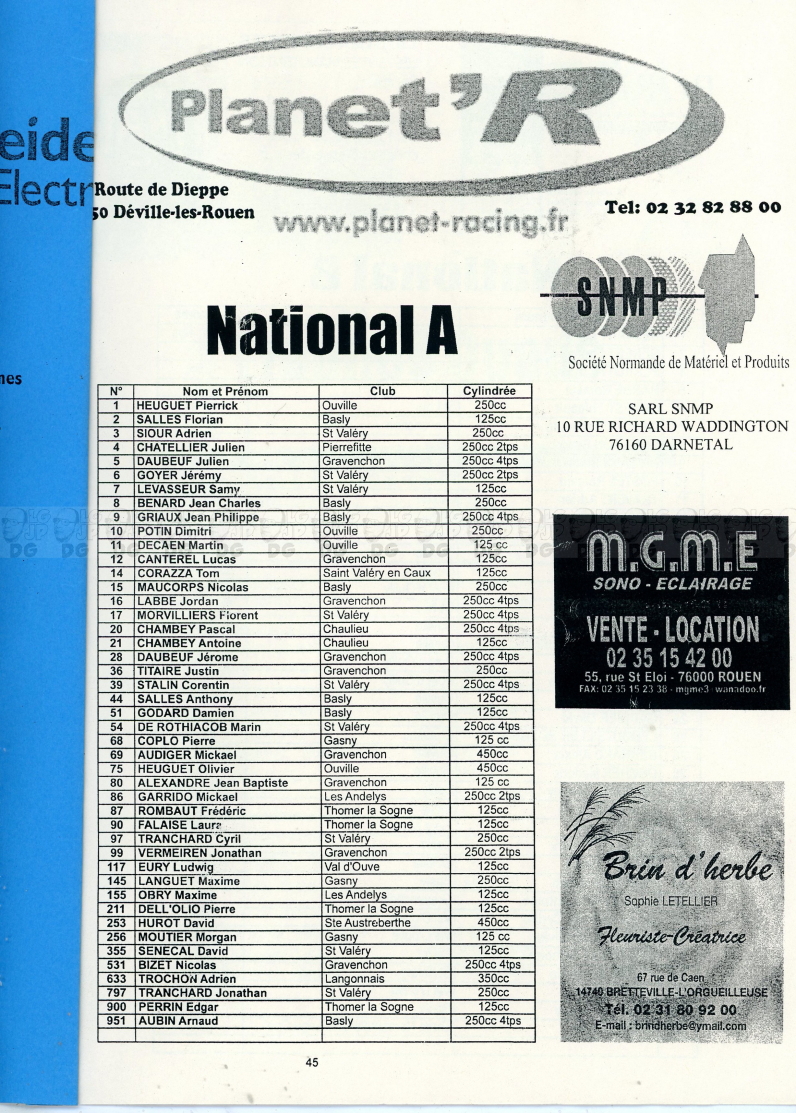 eide
Electr
nes
Planet'R
Route de Dieppe
50 Déville-les-Rouen
www.planet-racing.fr
Tel: 02 32 82 88 00
SNMP
Société Normande de Matériel et Produits
SARL SNMP
10 RUE RICHARD WADDINGTON
76160 DARNETAL
National A
N° Nom et Prénom Club Cylindrée
1 HEUGUET Pierrick Ouville 250cc
2 SALLES Florian Basly 125cc
3 SIOUR Adrien St Valéry 250cc
4 CHATELLIER Julien Pierrefitte 250cc 2tps
5 DAUBEUF Julien Gravenchon 250cc 4tps
6 GOYER Jérémy St Valéry 250cc 2tps
7 LEVASSEUR Samy St Valéry 125cc
8 BENARD Jean Charles Basly 250cc
9 GRIAUX Jean Philippe Basly 250cc 4tps
10 POTIN Dimitri Ouville 250cc
11 DECAEN Martin Ouville 125 cc
12 CANTEREL Lucas Gravenchon 125cc
14 CORAZZA Tom Saint Valéry en Caux 125cc
15 MAUCORPS Nicolas Basly 250cc
16 LABBE Jordan Gravenchon 250cc 4tps
17 MORVILLIERS Florent St Valéry 250cc 4tps
20 CHAMBEY Pascal Chaulieu 250cc 4tps
21 CHAMBEY Antoine Chaulieu 125cc
28 DAUBEUF Jérome Gravenchon 250cc 4tps
36 TITAIRE Justin Gravenchon 250cc
39 STALIN Corentin St Valéry 250cc 4tps
44 SALLES Anthony Basly 125cc
51 GODARD Damien Basly 125cc
54 DE ROTHIACOB Marin St Valéry 250cc 4tps
68 COPLO Pierre Gasny 125 cc
69 AUDIGER Mickael Gravenchon 450cc
75 HEUGUET Olivier Ouville 450cc
80 ALEXANDRE Jean Baptiste Gravenchon 125 cc
86 GARRIDO Mickael Les Andelys 250cc 2tps
87 ROMBAUT Frédéric Thomer la Sogne 125cc
90 FALAISE Laura Thomer la Sogne 125cc
97 TRANCHARD Cyril St Valéry 250cc
99 VERMEIREN Jonathan Gravenchon 250cc 2tps
117 EURY Ludwig Val d'Ouve 125cc
145 LANGUET Maxime Gasny 250cc
155 OBRY Maxime Les Andelys 125cc
211 DELL'OLIO Pierre Thomer la Sogne 125cc
253 HUROT David Ste Austreberthe 450cc
256 MOUTIER Morgan Gasny 125 cc
355 SENECAL David St Valéry 125cc
531 BIZET Nicolas Gravenchon 250cc 4tps
633 TROCHON Adrien Langonnais 350cc
797 TRANCHARD Jonathan St Valéry 250cc
900 PERRIN Edgar Thomer la Sogne 125cc
951 AUBIN Arnaud Basly 250cc 4tps
M.G.M.E
SONO - ECLAIRAGE
VENTE - LOCATION
02 35 15 42 00
55, rue St Eloi - 76000 ROUEN
FAX: 02 35 15 23 38 - mgme3 wanadoo.fr
Brin d'herbe
Sophie LETELLIER
Fleuriste-Créatrice
67 rue de Caen
14740 BRETTEVILLE-L'ORGUEILLEUSE
Tél. 02 31 80 92 00
E-mail : brindherbe@ymail.com
45